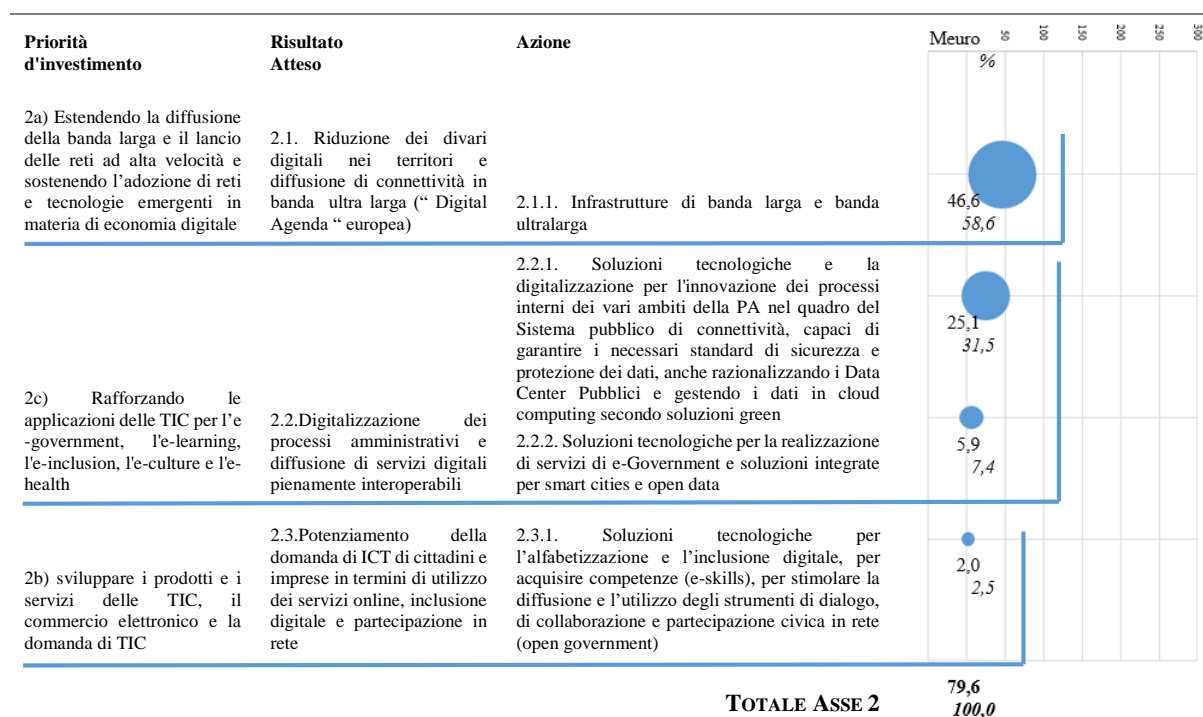 Priorità
d'investimento
Risultato
Atteso
Azione
Meuro
%
50
100
150
200
250
300
2a) Estendendo la diffusione
della banda larga e il lancio
delle reti ad alta velocità e
sostenendo l’adozione di reti
e tecnologie emergenti in
materia di economia digitale
2.1. Riduzione dei divari
digitali nei territori e
diffusione di connettività in
banda ultra larga (“ Digital
Agenda “ europea)
2.1.1. Infrastrutture di banda larga e banda
ultralarga
46,6
58,6
2c) Rafforzando le
applicazioni delle TIC per l’e
-government, l'e-learning,
l'e-inclusion, l'e-culture e l'e-
health
2.2.Digitalizzazione dei
processi amministrativi e
diffusione di servizi digitali
pienamente interoperabili
2.2.1. Soluzioni tecnologiche e la
digitalizzazione per l'innovazione dei processi
interni dei vari ambiti della PA nel quadro del
Sistema pubblico di connettività, capaci di
garantire i necessari standard di sicurezza e
protezione dei dati, anche razionalizzando i Data
Center Pubblici e gestendo i dati in cloud
computing secondo soluzioni green
25,1
31,5
2.2.2. Soluzioni tecnologiche per la realizzazione
di servizi di e-Government e soluzioni integrate
per smart cities e open data
5,9
7,4
2b) sviluppare i prodotti e i
servizi delle TIC, il
commercio elettronico e la
domanda di TIC
2.3.Potenziamento della
domanda di ICT di cittadini e
imprese in termini di utilizzo
dei servizi online, inclusione
digitale e partecipazione in
rete
2.3.1. Soluzioni tecnologiche per
l’alfabetizzazione e l’inclusione digitale, per
acquisire competenze (e-skills), per stimolare la
diffusione e l’utilizzo degli strumenti di dialogo,
di collaborazione e partecipazione civica in rete
(open government)
2,0
2,5
TOTALE ASSE 2
79,6
100,0